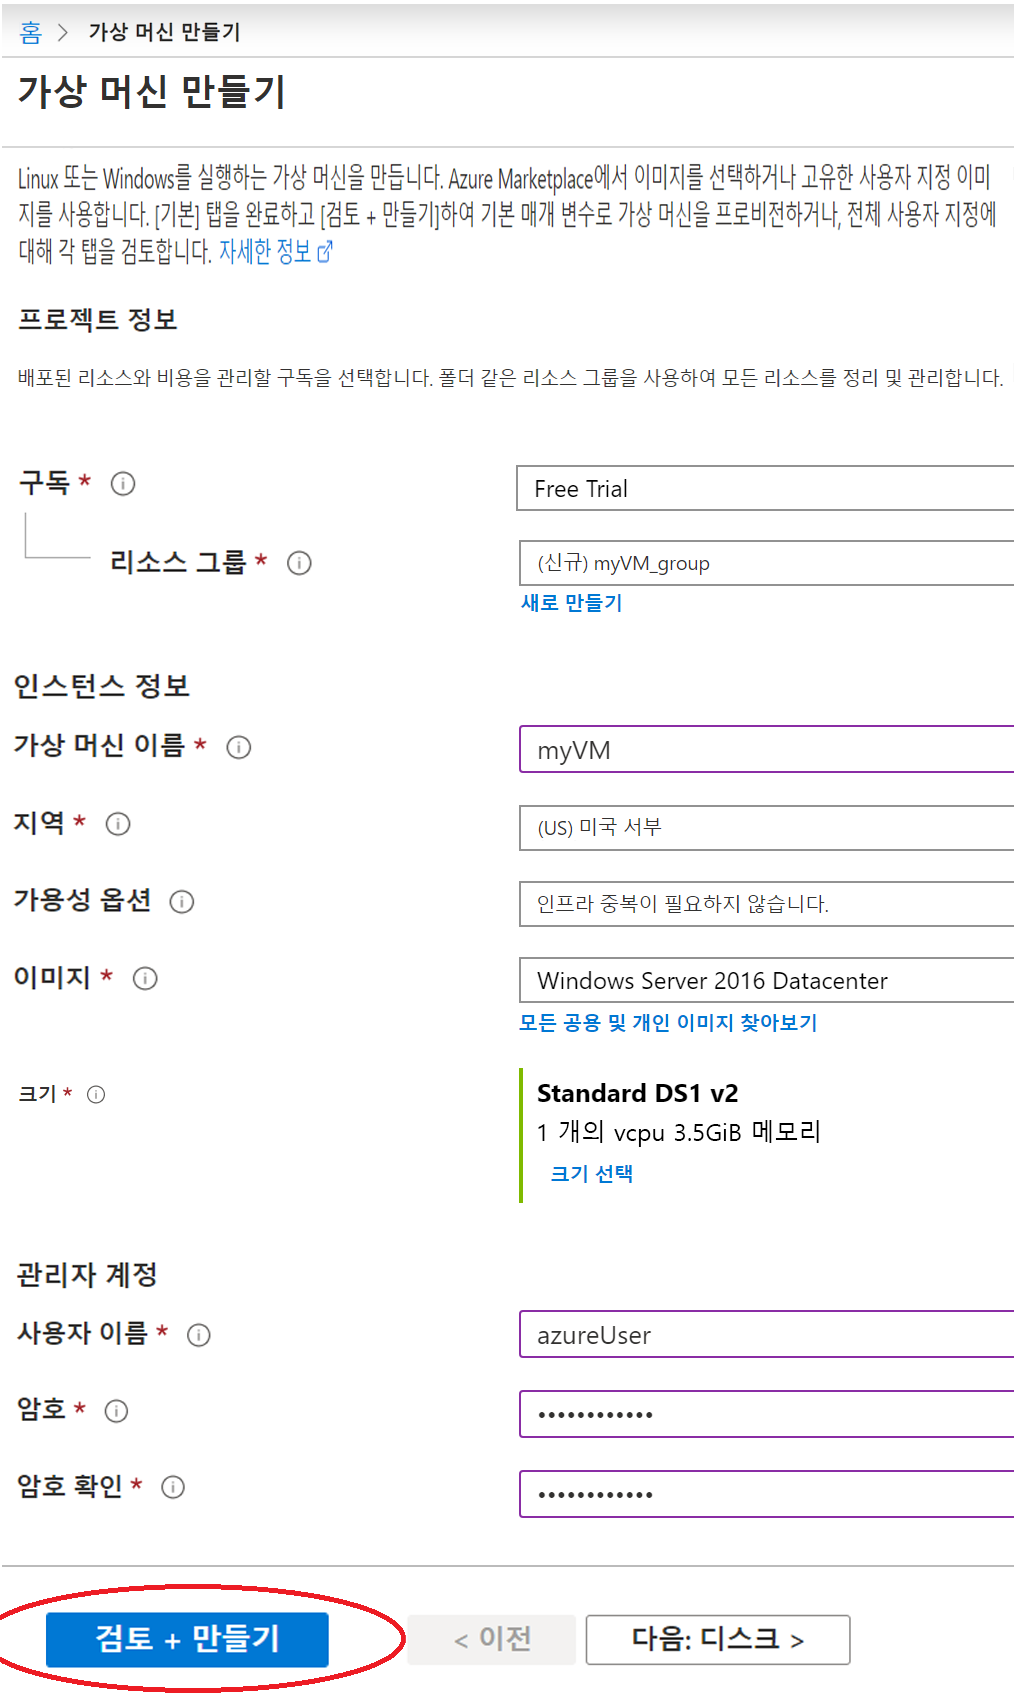 홈 > 가상 머신 만들기
가상 머신 만들기
Linux 또는 Windows를 실행하는 가상 머신을 만듭니다. Azure Marketplace에서 이미지를 선택하거나 고유한 사용자 지정 이미
지를 사용합니다. [기본] 탭을 완료하고 [검토 + 만들기]하여 기본 매개 변수로 가상 머신을 프로비전하거나, 전체 사용자 지정에
대해 각 탭을 검토합니다. 자세한 정보
프로젝트 정보
배포된 리소스와 비용을 관리할 구독을 선택합니다. 폴더 같은 리소스 그룹을 사용하여 모든 리소스를 정리 및 관리합니다.
구독 * Free Trial
리소스 그룹 * (신규) myVM_group
새로 만들기
인스턴스 정보
가상 머신 이름 * myVM
지역 * (US) 미국 서부
가용성 옵션 인프라 중복이 필요하지 않습니다.
이미지 * Windows Server 2016 Datacenter
모든 공용 및 개인 이미지 찾아보기
크기 * Standard DS1 v2
1 개의 vcpu 3.5GiB 메모리
크기 선택
관리자 계정
사용자 이름 * azureUser
암호 * ••••••••••••
암호 확인 * ••••••••••••
검토 + 만들기 < 이전 다음: 디스크 >